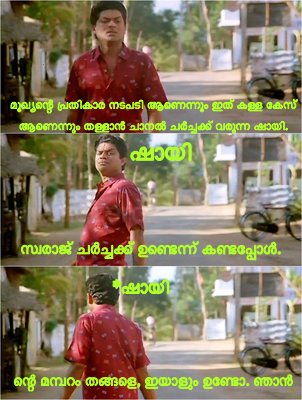 മുഖ്യന്റെ പ്രതികാര നടപടി ആണെന്നും ഇത് കള്ള കേസ്
ആണെന്നും തള്ളാൻ ചാനൽ ചർച്ചക്ക് വരുന്ന ഷായി.
ഷായി
സ്വരാജ് ചർച്ചക്ക് ഉണ്ടെന്ന് കണ്ടപ്പോൾ.
*ഷായി
ന്റെ മമ്പറം തങ്ങളെ, ഇയാളും ഉണ്ടോ. ഞാൻ